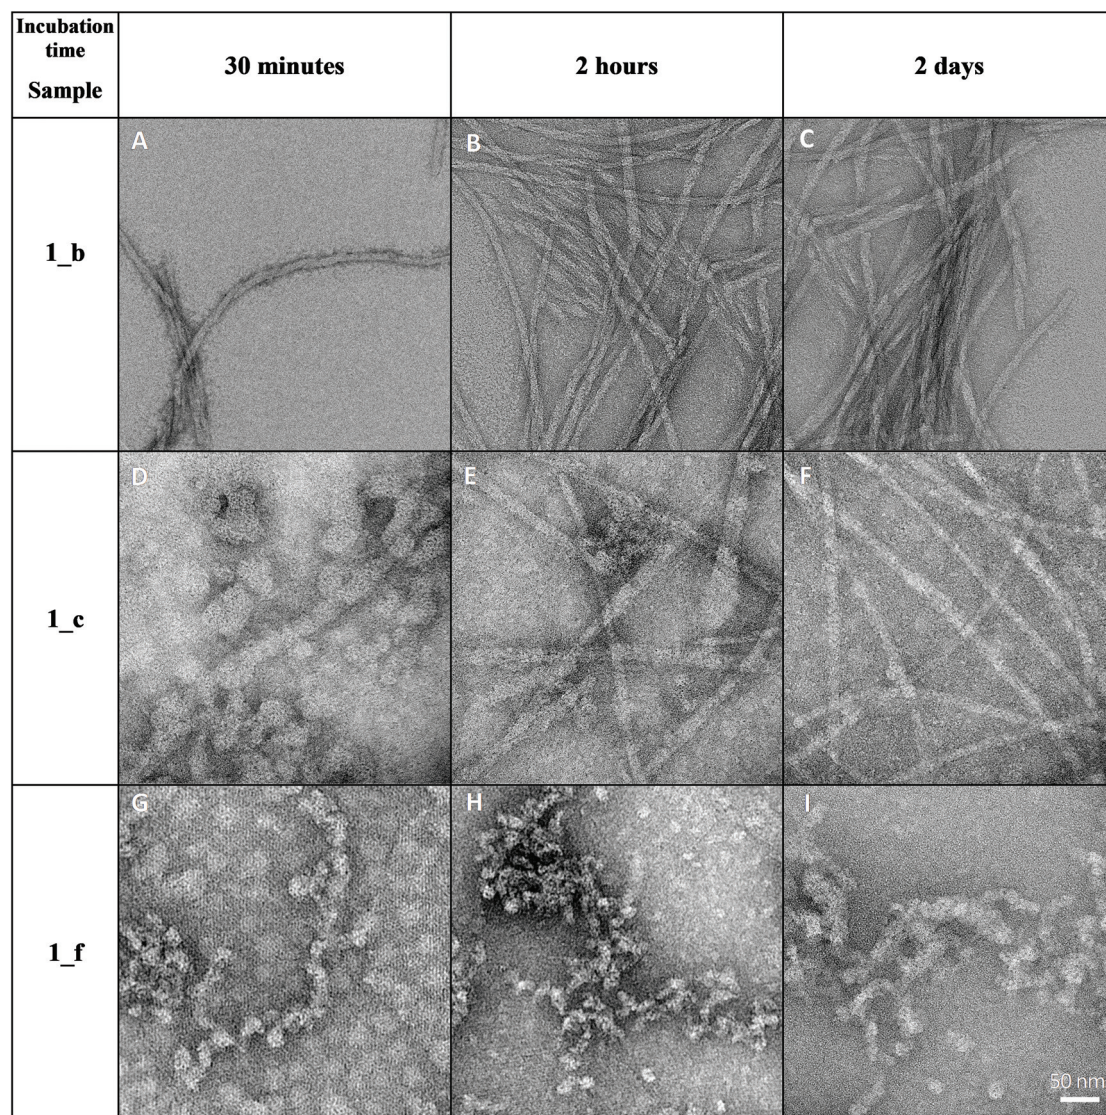 Incubation
time
Sample
30 minutes
2 hours
2 days
1_b
A
B
C
1_c
D
E
F
1_f
G
H
I
50 nm